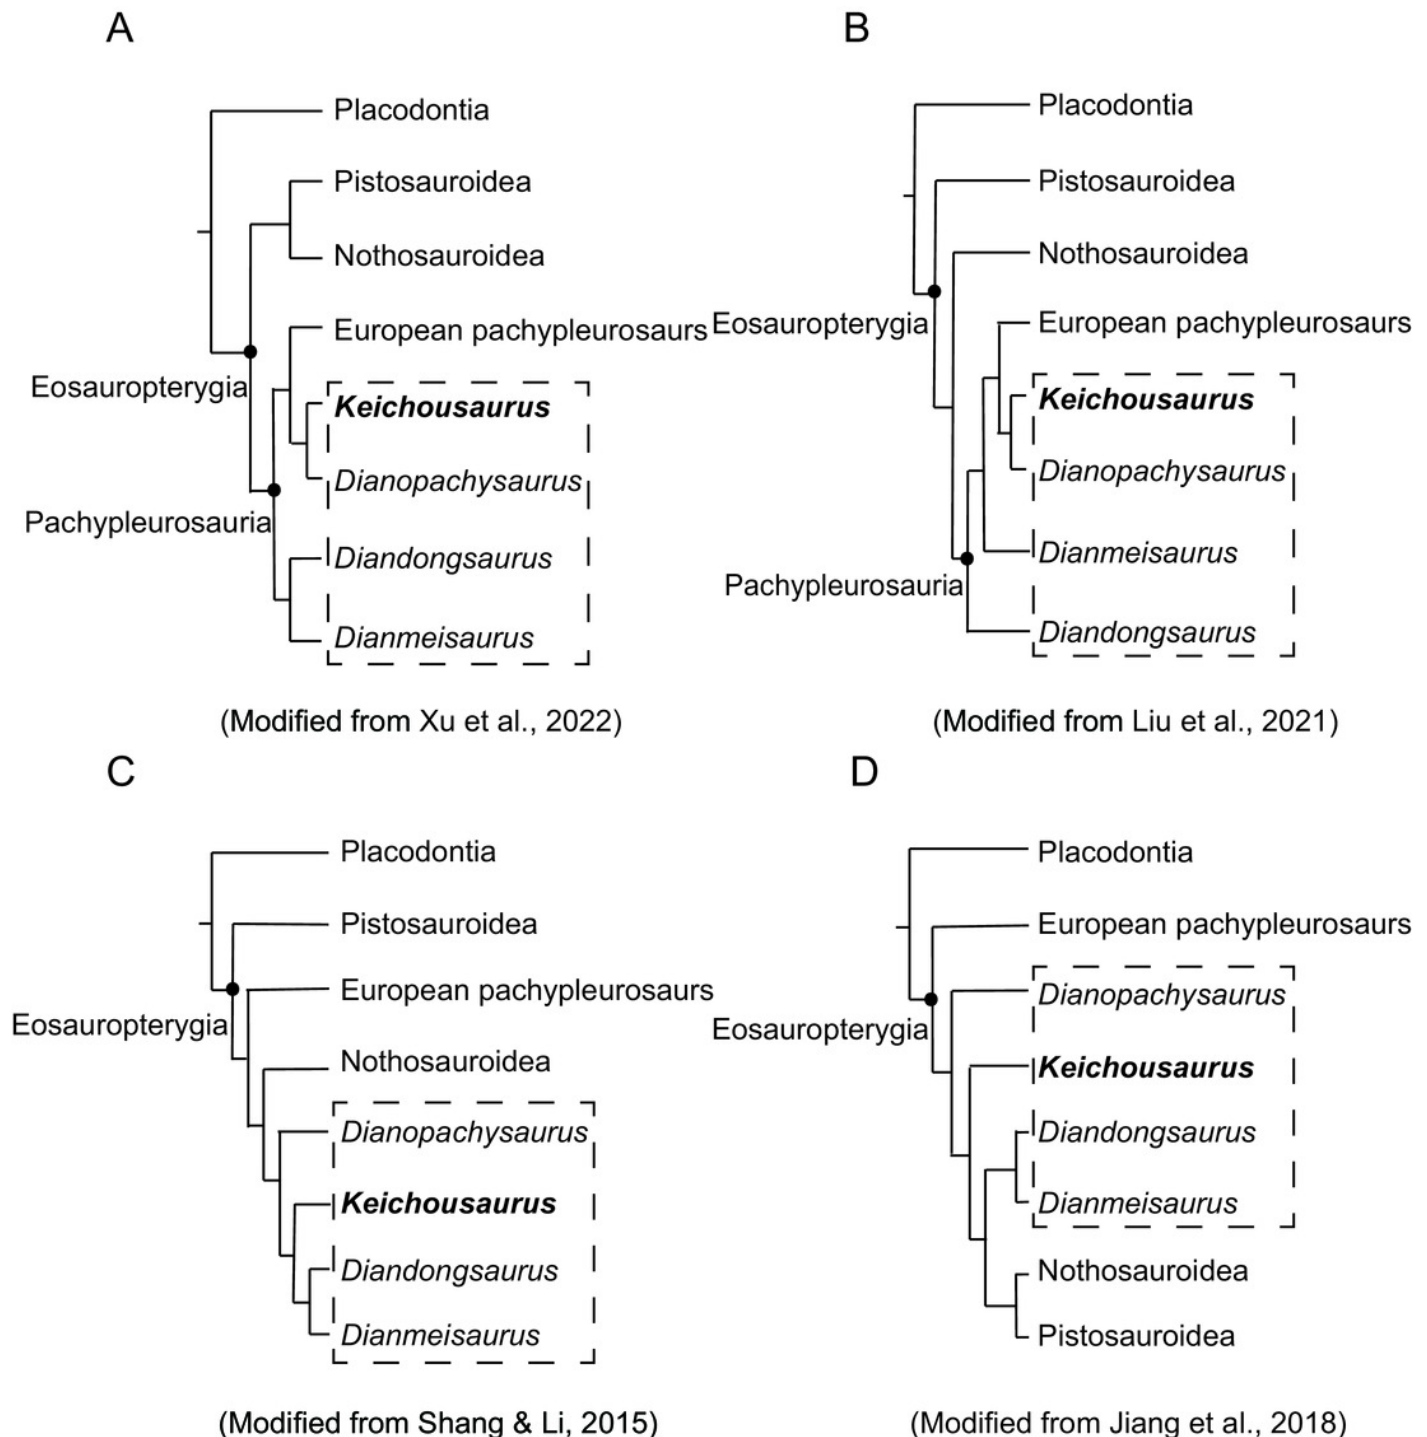 A
Placodontia
Pistosauroidea
Nothosauroidea
European pachypleurosaurs
Eosauropterygia
Keichousaurus
Dianopachysaurus
Pachypleurosauria
Diandongsaurus
Dianmeisaurus
(Modified from Xu et al., 2022)
B
Placodontia
Pistosauroidea
Nothosauroidea
Eosauropterygia
European pachypleurosaurs
Keichousaurus
Dianopachysaurus
Dianmeisaurus
Pachypleurosauria
Diandongsaurus
(Modified from Liu et al., 2021)
C
Placodontia
Pistosauroidea
European pachypleurosaurs
Eosauropterygia
Nothosauroidea
Dianopachysaurus
Keichousaurus
Diandongsaurus
Dianmeisaurus
(Modified from Shang & Li, 2015)
D
Placodontia
European pachypleurosaurs
Dianopachysaurus
Eosauropterygia
Keichousaurus
Diandongsaurus
Dianmeisaurus
Nothosauroidea
Pistosauroidea
(Modified from Jiang et al., 2018)